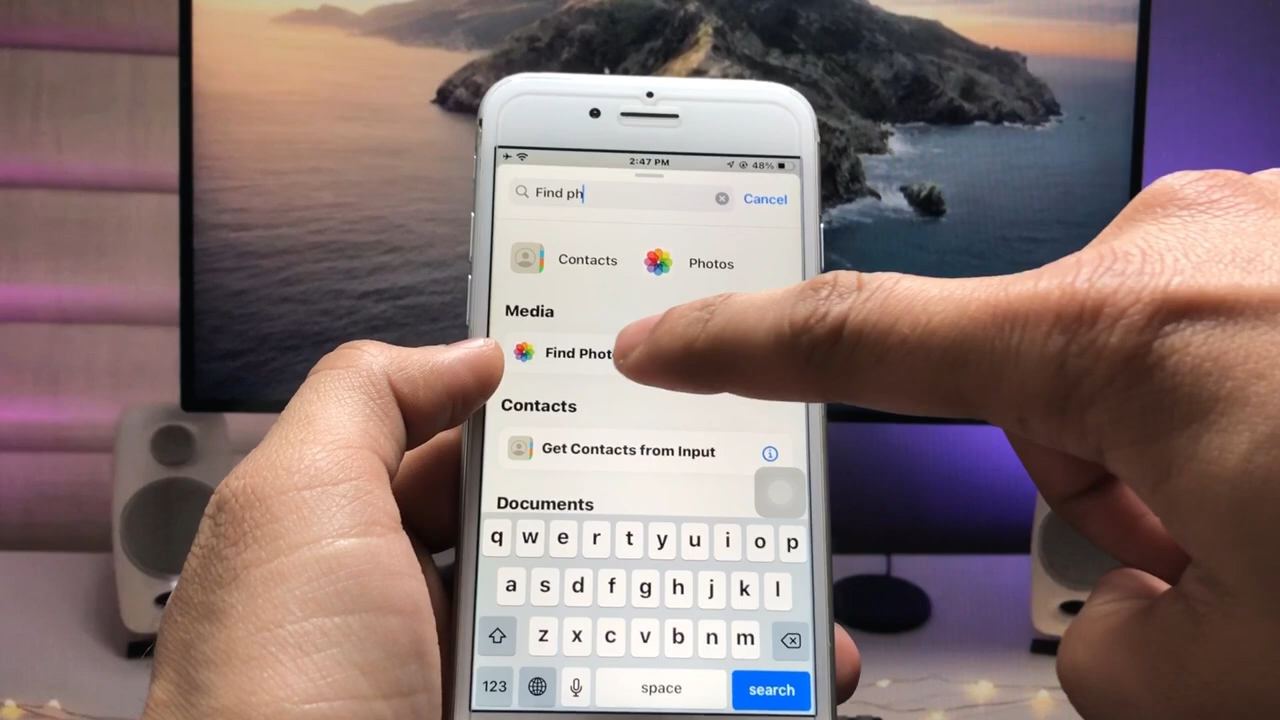 2:47 PM
48%
Find ph
Cancel
Contacts
Photos
Media
Find Phot
Contacts
Get Contacts from Input
Documents
q w e r t y u i o p
a s d f g h j k l
z x c v b n m
123
space
search